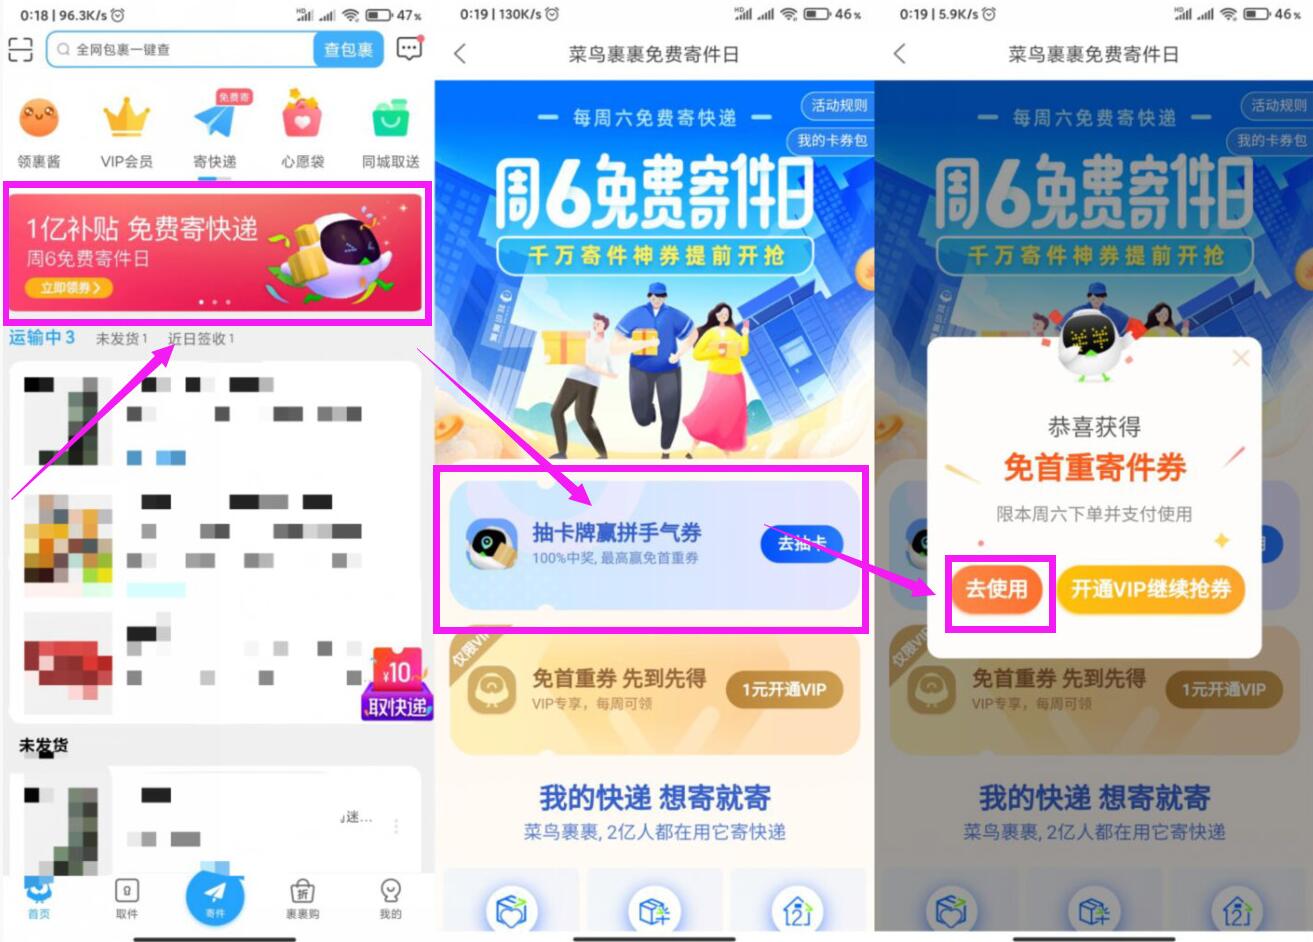 0:18 | 96.3K/s
HD
47%
全网包裹一键查
查包裹
免费寄
领裹酱
VIP会员
寄快递
心愿袋
同城取送
1亿补贴 免费寄快递
周6免费寄件日
立即领券
运输中 3
未发货 1
近日签收 1
¥10
取快递
未发货
迷...
首页
取件
寄件
折
裹裹购
我的
0:19 | 130K/s
HD
46%
菜鸟裹裹免费寄件日
每周六免费寄快递
活动规则
我的卡券包
周6免费寄件日
千万寄件神券提前开抢
抽卡牌赢拼手气券
100%中奖, 最高赢免首重券
去抽卡
仅限VIP
免首重券 先到先得
VIP专享，每周可领
1元开通VIP
我的快递 想寄就寄
菜鸟裹裹, 2亿人都在用它寄快递
0:19 | 5.9K/s
HD
46%
菜鸟裹裹免费寄件日
每周六免费寄快递
活动规则
我的卡券包
周6免费寄件日
千万寄件神券提前开抢
恭喜获得
免首重寄件券
限本周六下单并支付使用
去使用
开通VIP继续抢券
仅限VIP
免首重券 先到先得
VIP专享，每周可领
1元开通VIP
我的快递 想寄就寄
菜鸟裹裹, 2亿人都在用它寄快递